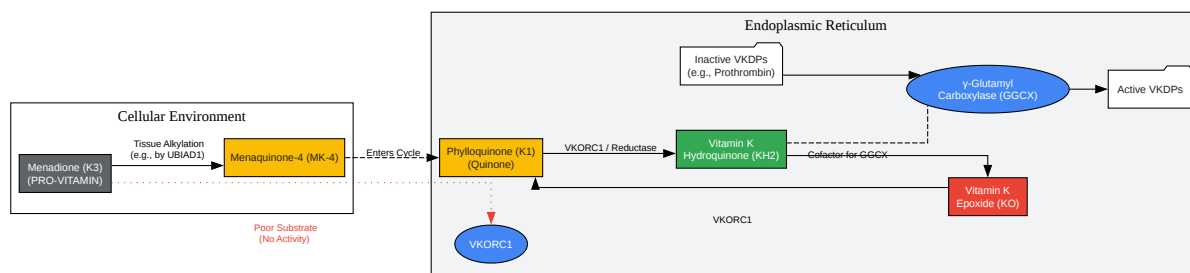 Endoplasmic Reticulum
Inactive VKDPs
(e.g., Prothrombin)
γ-Glutamyl
Carboxylase (GGCX)
Active VKDPs
Cellular Environment
Tissue Alkylation
(e.g., by UBIAD1)
Menadione (K3)
(PRO-VITAMIN)
Menaquinone-4 (MK-4)
Enters Cycle
Phylloquinone (K1)
(Quinone)
VKORC1 / Reductase
Vitamin K
Hydroquinone (KH2)
Cofactor for GGCX
Vitamin K
Epoxide (KO)
VKORC1
Poor Substrate
(No Activity)
VKORC1